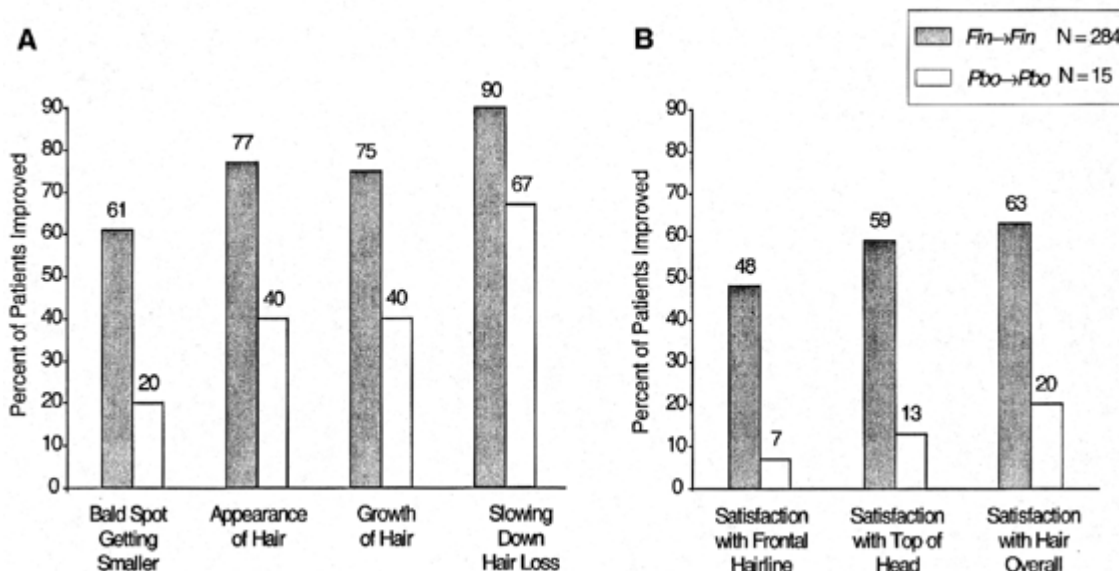 A
Percent of Patients Improved
90
80
70
60
50
40
30
20
10
0
61
20
77
40
75
40
90
67
Bald Spot
Getting
Smaller
Appearance
of Hair
Growth
of Hair
Slowing
Down
Hair Loss
B
Fin→Fin N = 284
Pbo→Pbo N = 15
Percent of Patients Improved
90
80
70
60
50
40
30
20
10
0
48
7
59
13
63
20
Satisfaction
with Frontal
Hairline
Satisfaction
with Top of
Head
Satisfaction
with Hair
Overall